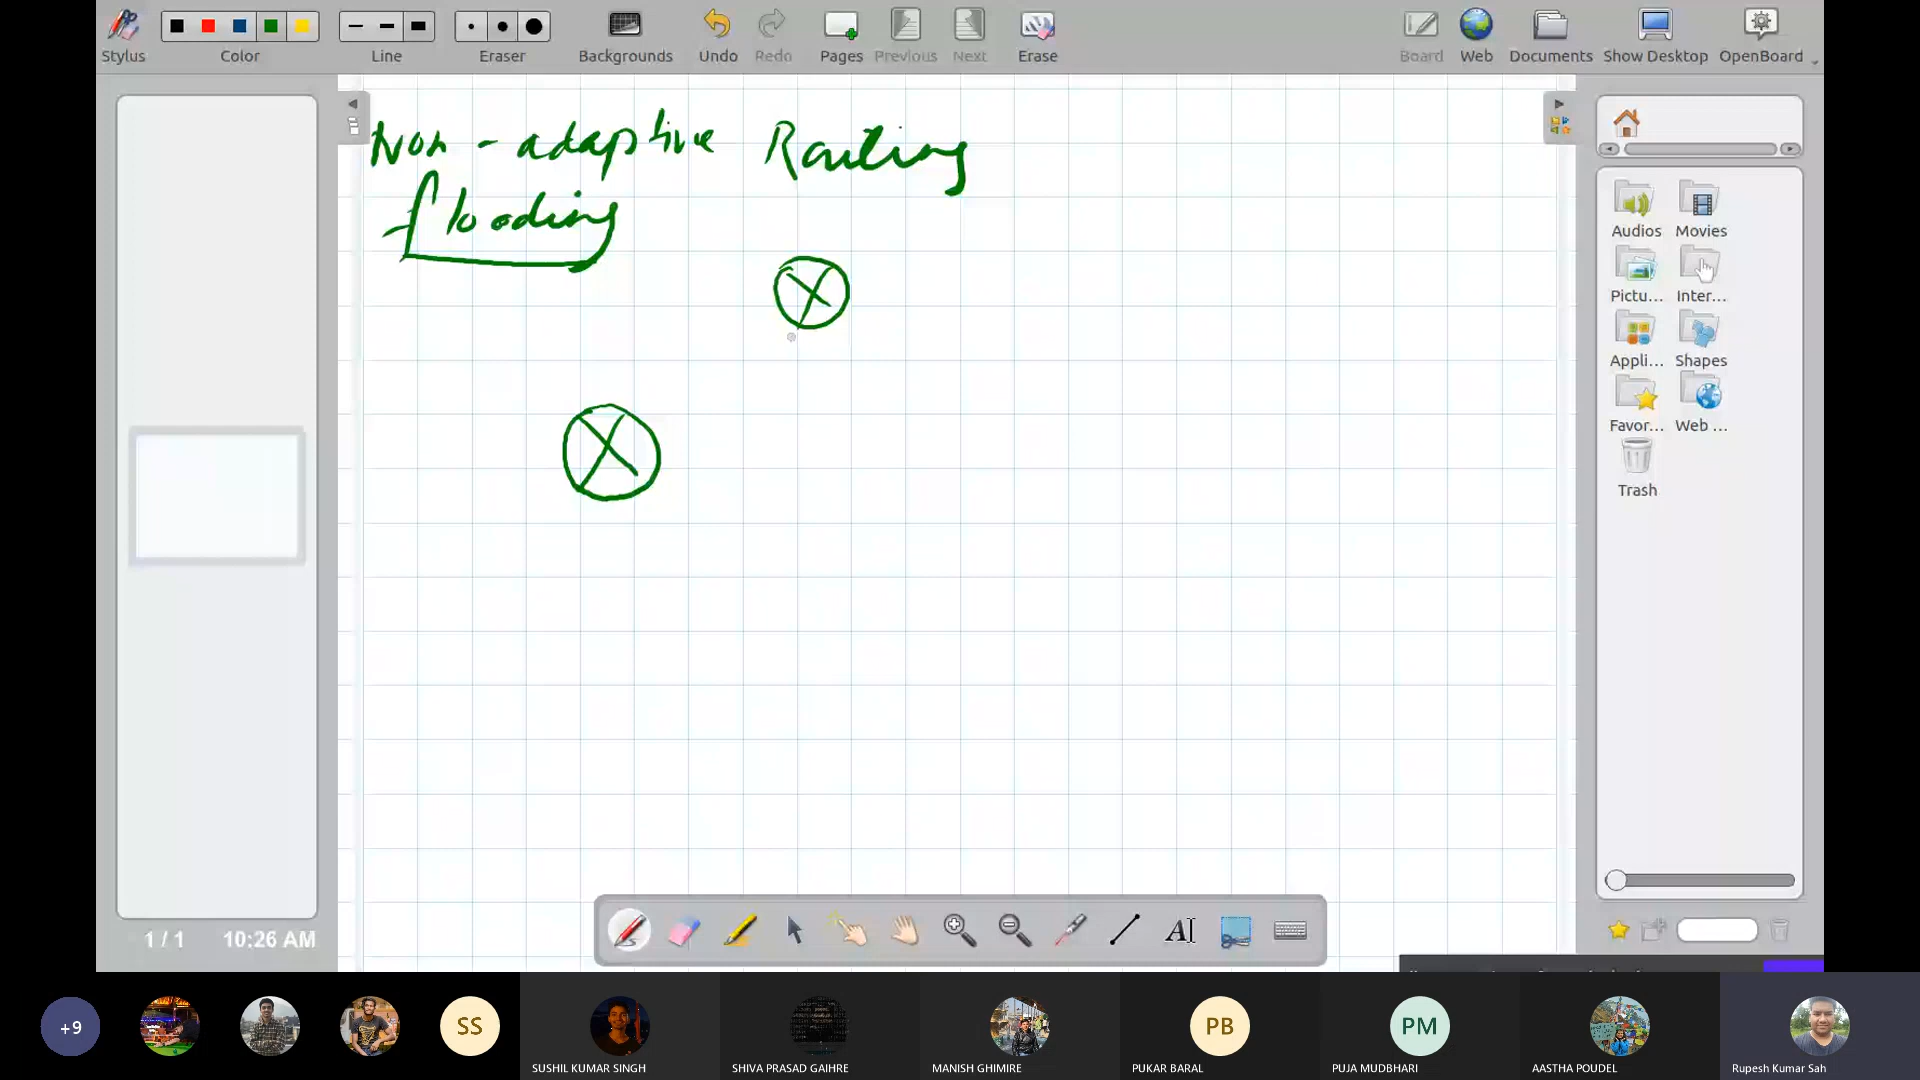 Stylus Color Line Eraser Backgrounds Undo Redo Pages Previous Next Erase Board Web Documents Show Desktop OpenBoard
Non - adaptive Routing
flooding
Audios Movies
Pictu... Inter...
Appli... Shapes
Favor... Web ...
Trash
1 / 1 10:26 AM
+9 SS PB PM
SUSHIL KUMAR SINGH SHIVA PRASAD GAIHRE MANISH GHIMIRE PUKAR BARAL PUJA MUDBHARI AASTHA POUDEL Rupesh Kumar Sah